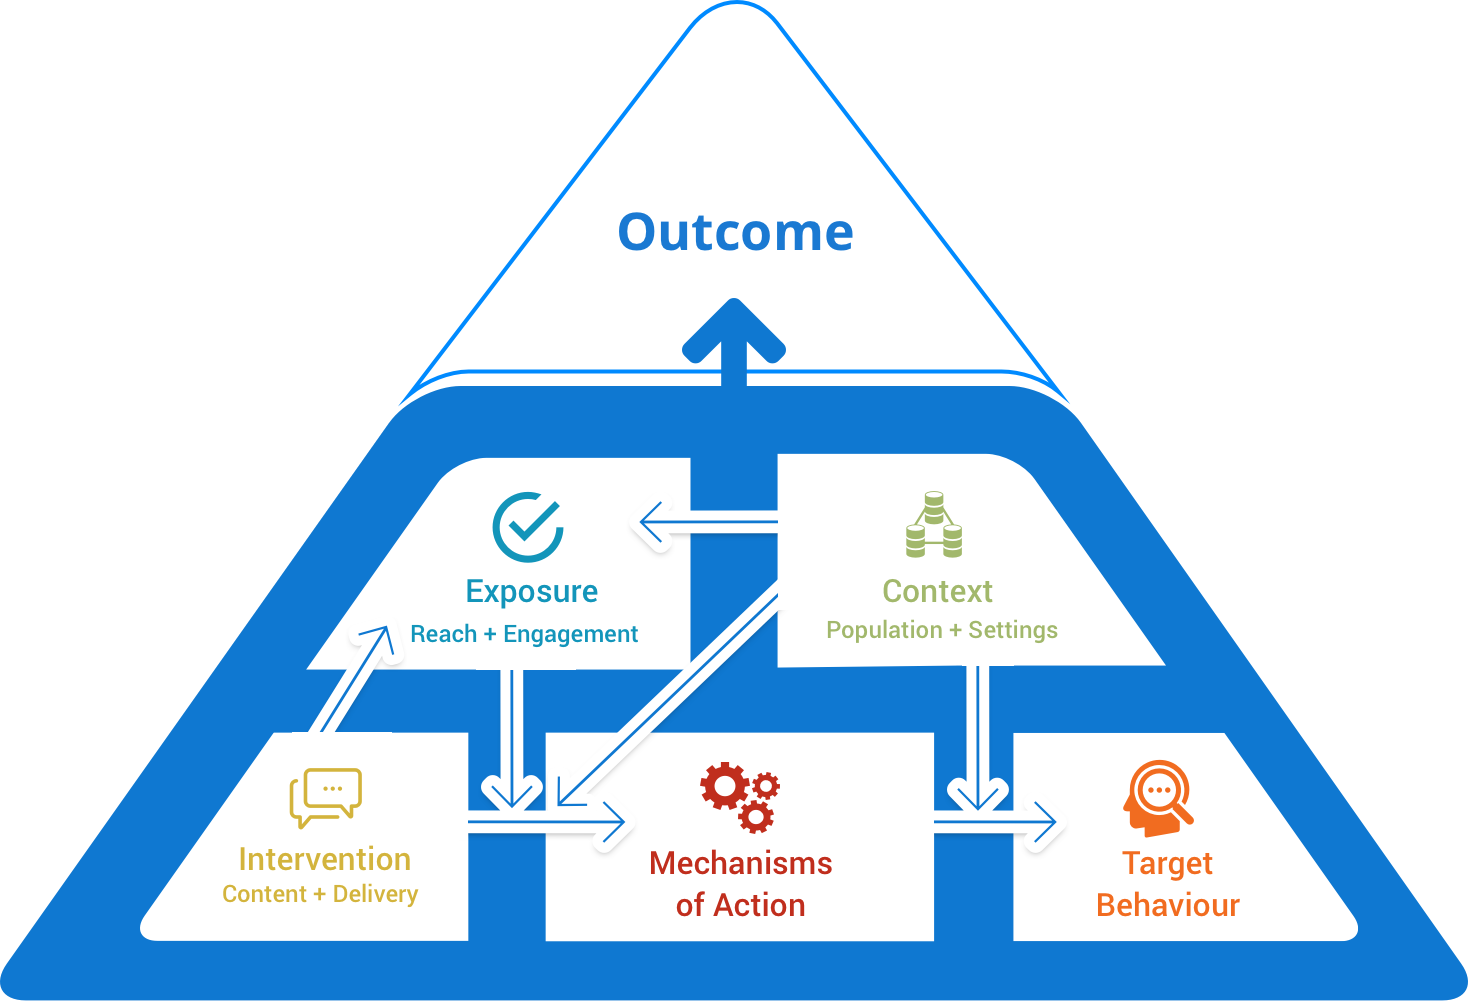 Outcome
Exposure
Reach + Engagement
Context
Population + Settings
Intervention
Content + Delivery
Mechanisms
of Action
Target
Behaviour